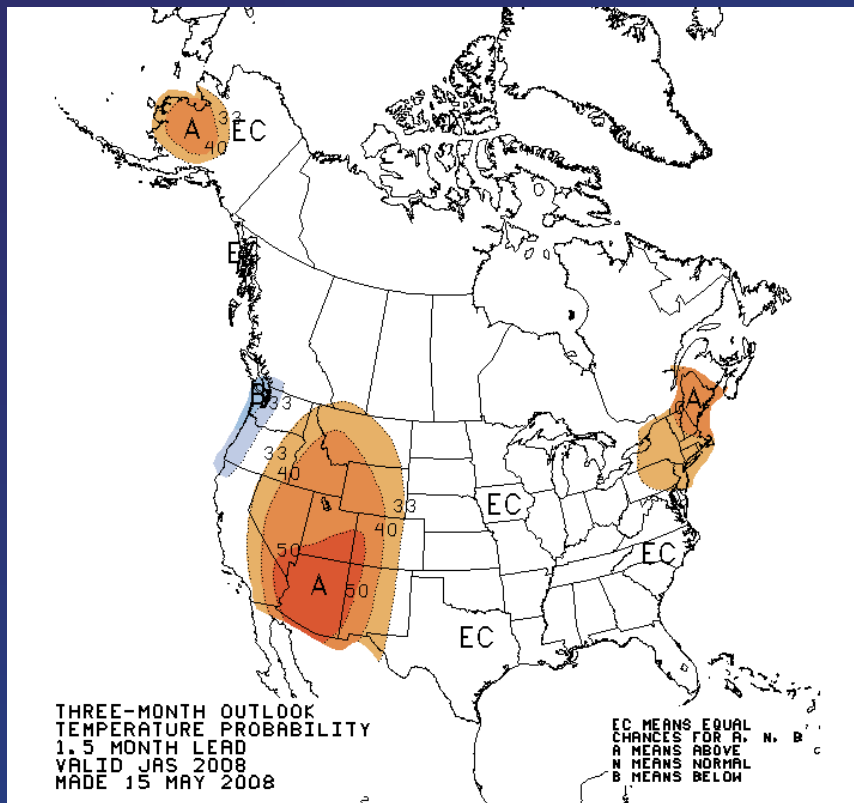 33
A
EC
40
E
B
33
A
33
40
33
EC
40
50
EC
A
50
EC
THREE-MONTH OUTLOOK
TEMPERATURE PROBABILITY
1.5 MONTH LEAD
VALID JAS 2008
MADE 15 MAY 2008
EC MEANS EQUAL
CHANCES FOR A, N, B
A MEANS ABOVE
N MEANS NORMAL
B MEANS BELOW